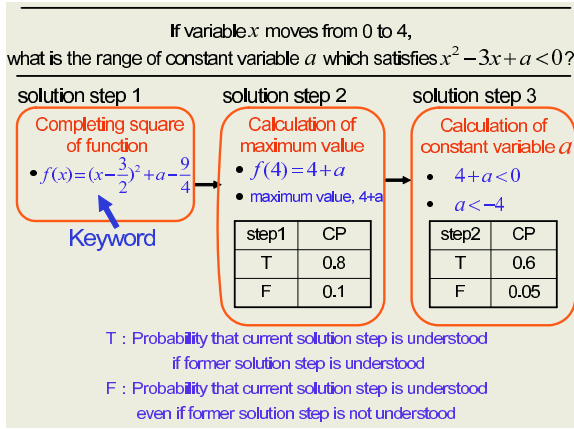 If variable x moves from 0 to 4,
what is the range of constant variable a which satisfies x² − 3x + a < 0?
solution step 1
Completing square
of function
• f(x) = (x − 3/2)² + a − 9/4
Keyword
solution step 2
Calculation of
maximum value
• f(4) = 4 + a
• maximum value, 4+a
step1 CP
T 0.8
F 0.1
solution step 3
Calculation of
constant variable a
• 4 + a < 0
• a < −4
step2 CP
T 0.6
F 0.05
T : Probability that current solution step is understood
if former solution step is understood
F : Probability that current solution step is understood
even if former solution step is not understood